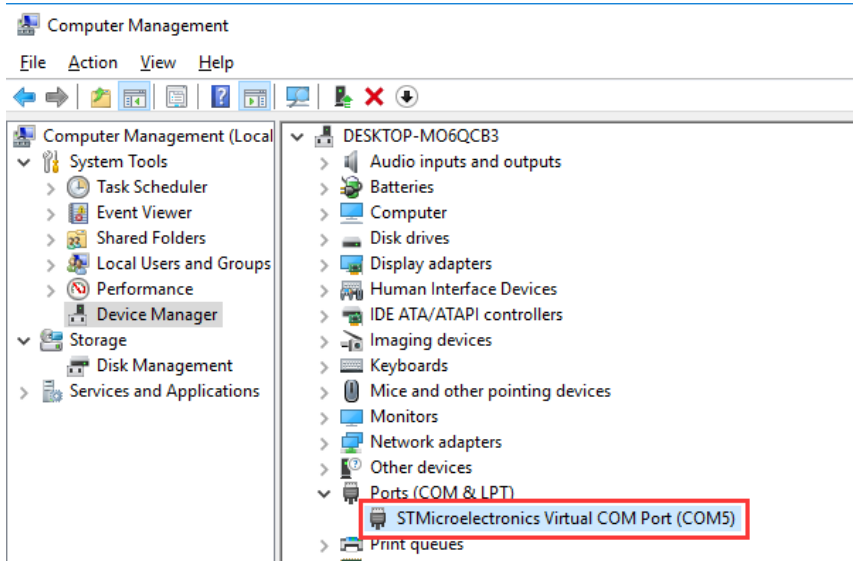 Computer Management
File Action View Help
Computer Management (Local
System Tools
Task Scheduler
Event Viewer
Shared Folders
Local Users and Groups
Performance
Device Manager
Storage
Disk Management
Services and Applications
DESKTOP-MO6QCB3
Audio inputs and outputs
Batteries
Computer
Disk drives
Display adapters
Human Interface Devices
IDE ATA/ATAPI controllers
Imaging devices
Keyboards
Mice and other pointing devices
Monitors
Network adapters
Other devices
Ports (COM & LPT)
STMicroelectronics Virtual COM Port (COM5)
Print queues